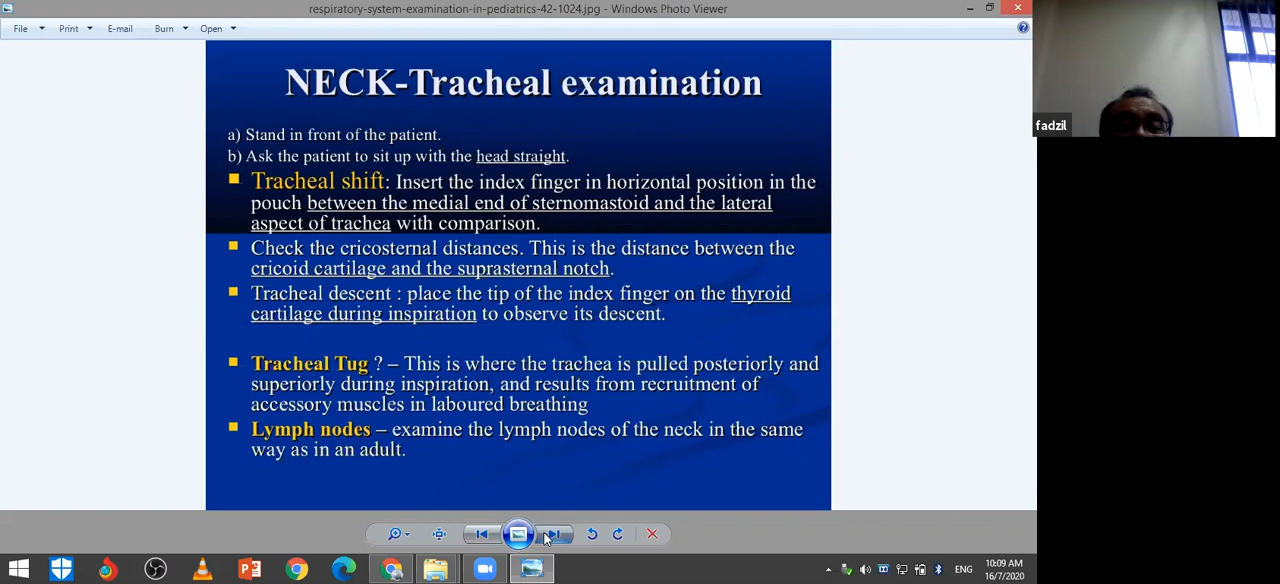 respiratory-system-examination-in-pediatrics-42-1024.jpg - Windows Photo Viewer
File Print E-mail Burn Open
NECK-Tracheal examination
a) Stand in front of the patient.
b) Ask the patient to sit up with the head straight.
Tracheal shift: Insert the index finger in horizontal position in the
pouch between the medial end of sternomastoid and the lateral
aspect of trachea with comparison.
Check the cricosternal distances. This is the distance between the
cricoid cartilage and the suprasternal notch.
Tracheal descent : place the tip of the index finger on the thyroid
cartilage during inspiration to observe its descent.
Tracheal Tug ? – This is where the trachea is pulled posteriorly and
superiorly during inspiration, and results from recruitment of
accessory muscles in laboured breathing
Lymph nodes – examine the lymph nodes of the neck in the same
way as in an adult.
fadzil
ENG
10:09 AM
16/7/2020